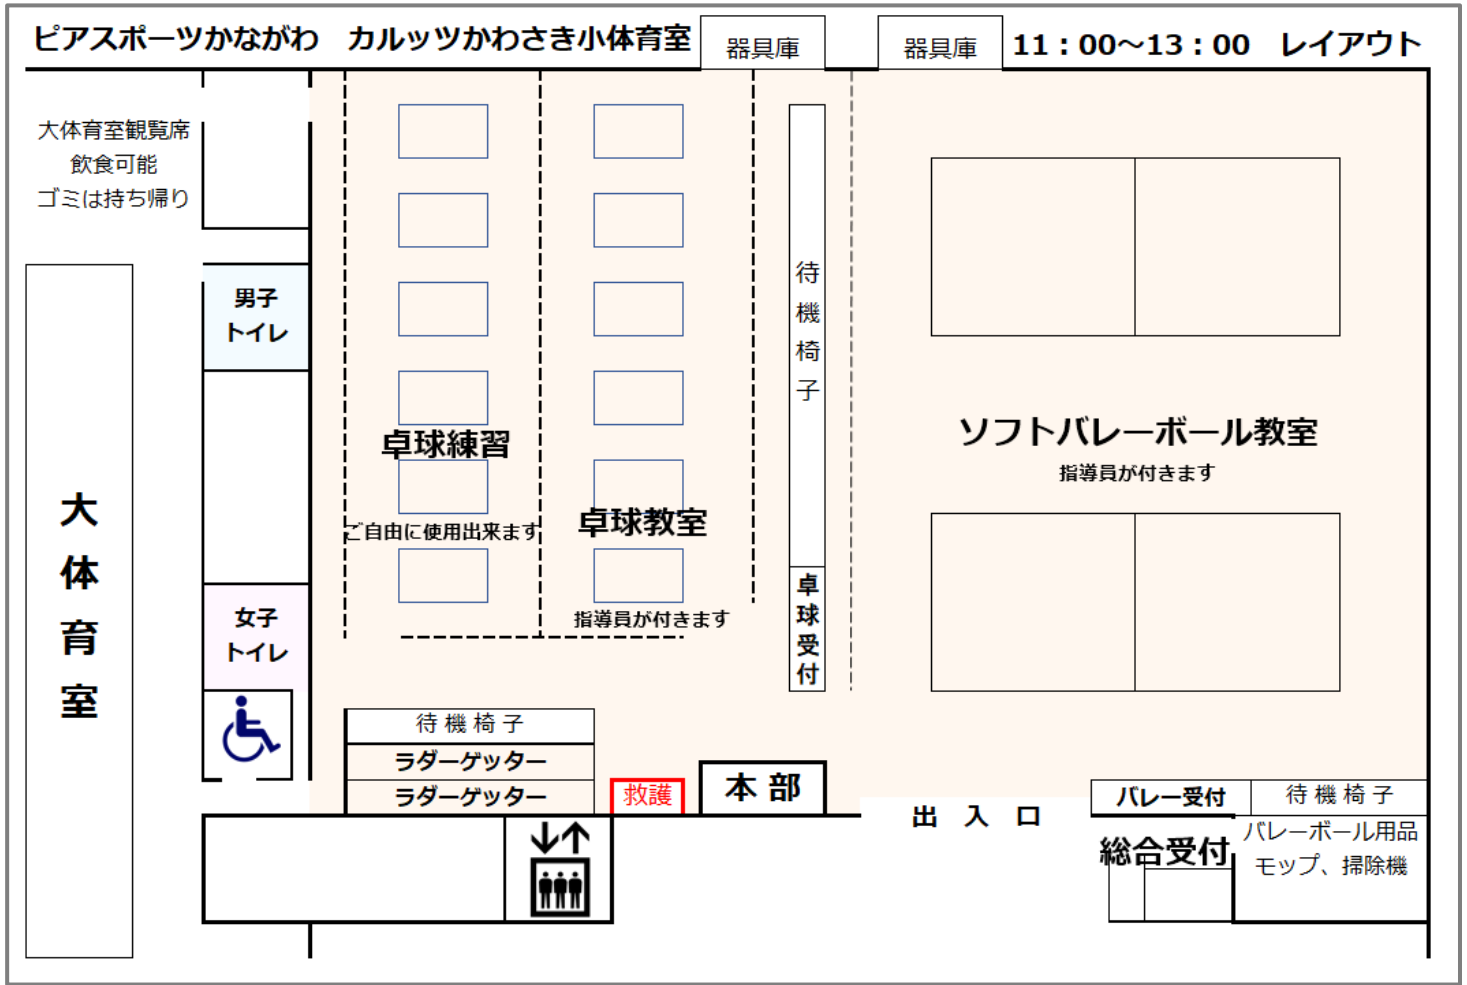 ピアスポーツかながわ　カルッツかわさき小体育室
器具庫
器具庫
11：00～13：00　レイアウト
大体育室観覧席
飲食可能
ゴミは持ち帰り
男子
トイレ
女子
トイレ
大体育室
卓球練習
ご自由に使用出来ます
卓球教室
指導員が付きます
待機椅子
卓球受付
ソフトバレーボール教室
指導員が付きます
待機椅子
ラダーゲッター
ラダーゲッター
救護
本部
出入口
バレー受付
待機椅子
総合受付
バレーボール用品
モップ、掃除機